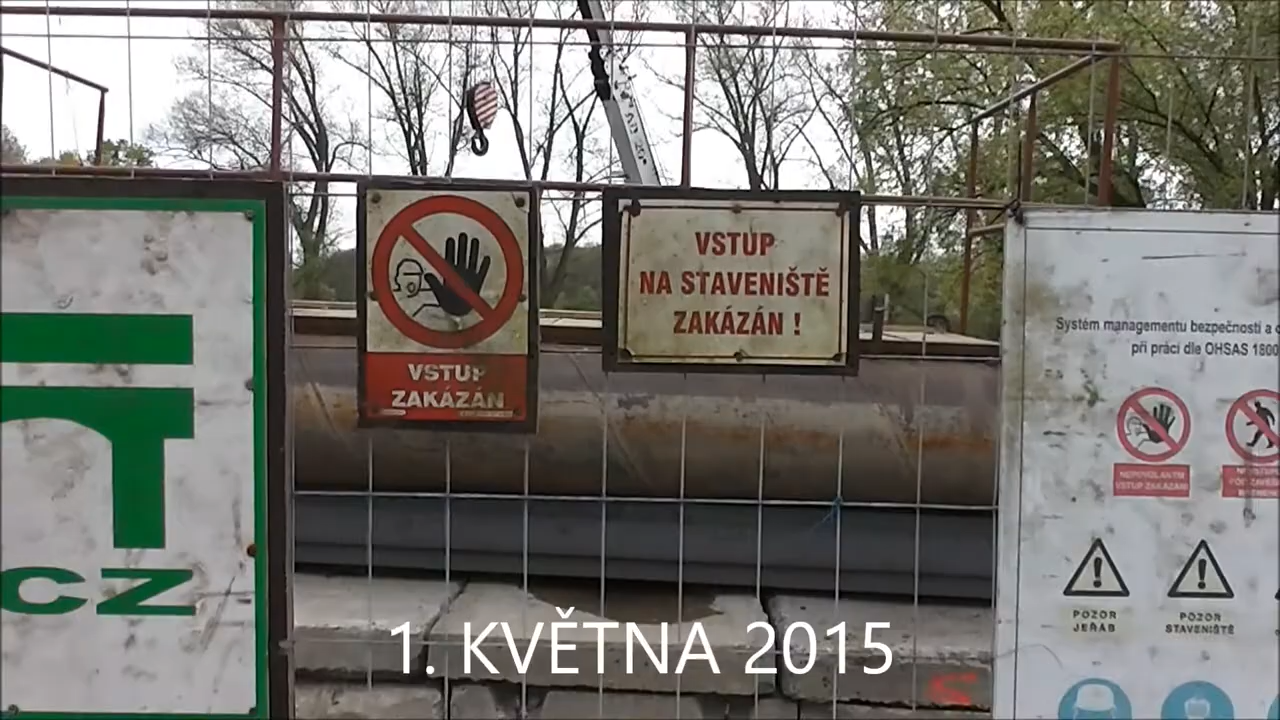 CZ
VSTUP
ZAKÁZÁN
VSTUP
NA STAVENIŠTĚ
ZAKÁZÁN !
Systém managementu bezpečnosti a
při práci dle OHSAS 1800
NEPOVOLANÝM
VSTUP ZAKÁZÁN
POZOR
JEŘÁB
POZOR
STAVENIŠTĚ
1. KVĚTNA 2015